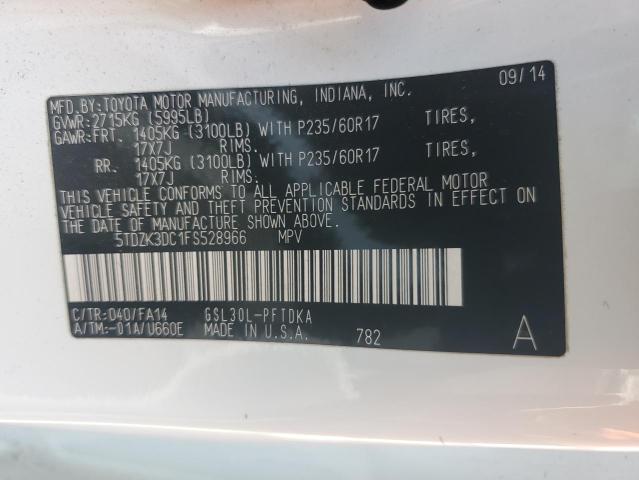 MFD.BY:TOYOTA MOTOR MANUFACTURING, INDIANA, INC. 09/14
GVWR:2715KG (5995LB)
GAWR:FRT. 1405KG (3100LB) WITH P235/60R17 TIRES,
17X7J RIMS.
RR. 1405KG (3100LB) WITH P235/60R17 TIRES,
17X7J RIMS.
THIS VEHICLE CONFORMS TO ALL APPLICABLE FEDERAL MOTOR
VEHICLE SAFETY AND THEFT PREVENTION STANDARDS IN EFFECT ON
THE DATE OF MANUFACTURE SHOWN ABOVE.
5TDZK3DC1FS528966 MPV
C/TR:040/FA14 GSL30L-PFTDKA
A/TM:-01A/U660E MADE IN U.S.A. 782 A